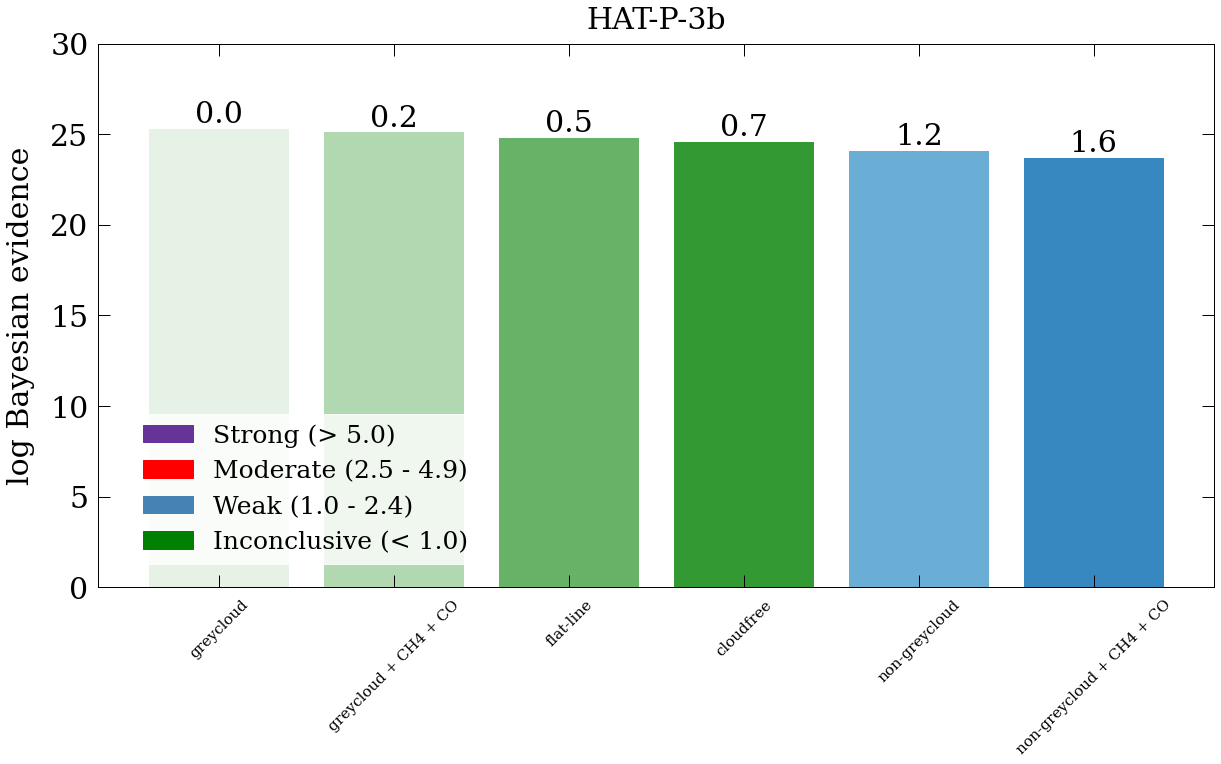 HAT-P-3b
log Bayesian evidence
30
25
20
15
10
5
0
0.0
0.2
0.5
0.7
1.2
1.6
Strong (> 5.0)
Moderate (2.5 - 4.9)
Weak (1.0 - 2.4)
Inconclusive (< 1.0)
greycloud
greycloud + CH4 + CO
flat-line
cloudfree
non-greycloud
non-greycloud + CH4 + CO